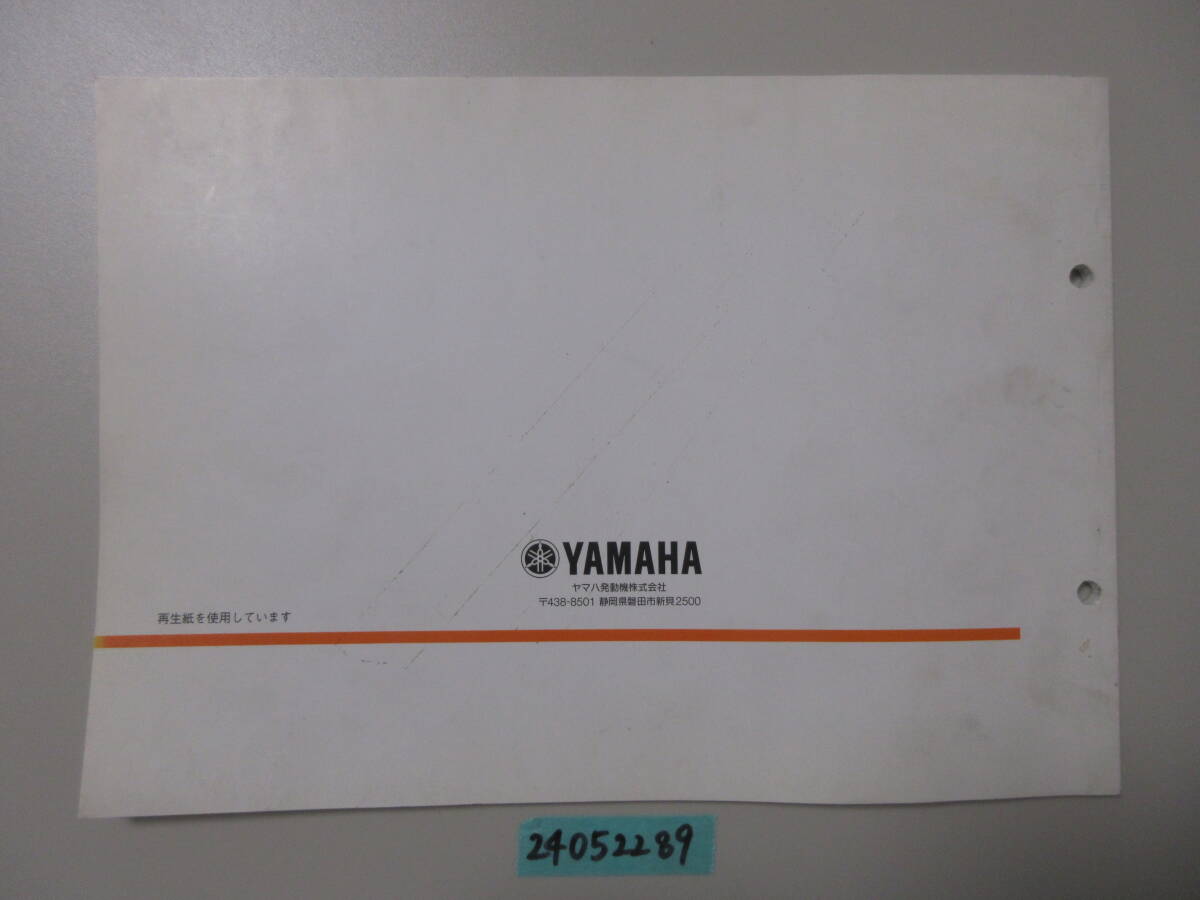 YAMAHA
ヤマハ発動機株式会社
〒438-8501 静岡県磐田市新貝2500
再生紙を使用しています
24052289